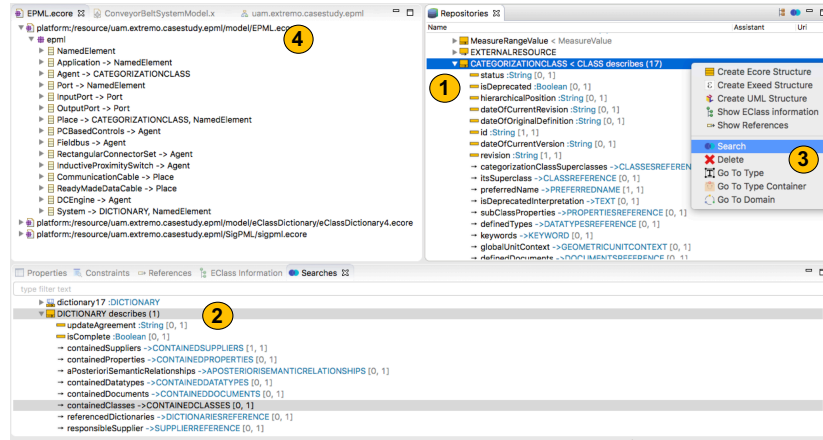 EPML.ecore
ConveyorBeltSystemModel.x
uam.extremo.casestudy.epml
platform:/resource/uam.extremo.casestudy.epml/model/EPML.ecore
4
epml
NamedElement
Application -> NamedElement
Agent -> CATEGORIZATIONCLASS
Port -> NamedElement
InputPort -> Port
OutputPort -> Port
Place -> CATEGORIZATIONCLASS, NamedElement
PCBasedControls -> Agent
Fieldbus -> Agent
RectangularConnectorSet -> Agent
InductiveProximitySwitch -> Agent
CommunicationCable -> Place
ReadyMadeDataCable -> Place
DCEngine -> Agent
System -> DICTIONARY, NamedElement
platform:/resource/uam.extremo.casestudy.epml/model/eClassDictionary/eClassDictionary4.ecore
platform:/resource/uam.extremo.casestudy.epml/SigPML/sigpml.ecore
Repositories
Name Assistant Uri
MeasureRangeValue < MeasureValue
EXTERNALRESOURCE
CATEGORIZATIONCLASS < CLASS describes (17)
1
status :String [0, 1]
isDeprecated :Boolean [0, 1]
hierarchicalPosition :String [0, 1]
dateOfCurrentRevision :String [0, 1]
dateOfOriginalDefinition :String [0, 1]
id :String [1, 1]
dateOfCurrentVersion :String [0, 1]
revision :String [1, 1]
→ categorizationClassSuperclasses ->CLASSESREFEREN
→ itsSuperclass ->CLASSREFERENCE [0, 1]
→ preferredName ->PREFERREDNAME [1, 1]
→ isDeprecatedInterpretation ->TEXT [0, 1]
→ subClassProperties ->PROPERTIESREFERENCE [0, 1]
→ definedTypes ->DATATYPESREFERENCE [0, 1]
→ keywords ->KEYWORD [0, 1]
→ globalUnitContext ->GEOMETRICUNITCONTEXT [0, 1]
→ definedDocuments ->DOCUMENTSREFERENCE [0, 1]
Create Ecore Structure
Create Exeed Structure
Create UML Structure
Show EClass information
Show References
Search
Delete
3
Go To Type
Go To Type Container
Go To Domain
Properties Constraints References EClass Information Searches
type filter text
dictionary17 :DICTIONARY
DICTIONARY describes (1)
2
updateAgreement :String [0, 1]
isComplete :Boolean [0, 1]
→ containedSuppliers ->CONTAINEDSUPPLIERS [1, 1]
→ containedProperties ->CONTAINEDPROPERTIES [0, 1]
→ aPosterioriSemanticRelationships ->APOSTERIORISEMANTICRELATIONSHIPS [0, 1]
→ containedDatatypes ->CONTAINEDDATATYPES [0, 1]
→ containedDocuments ->CONTAINEDDOCUMENTS [0, 1]
→ containedClasses ->CONTAINEDCLASSES [0, 1]
→ referencedDictionaries ->DICTIONARIESREFERENCE [0, 1]
→ responsibleSupplier ->SUPPLIERREFERENCE [0, 1]